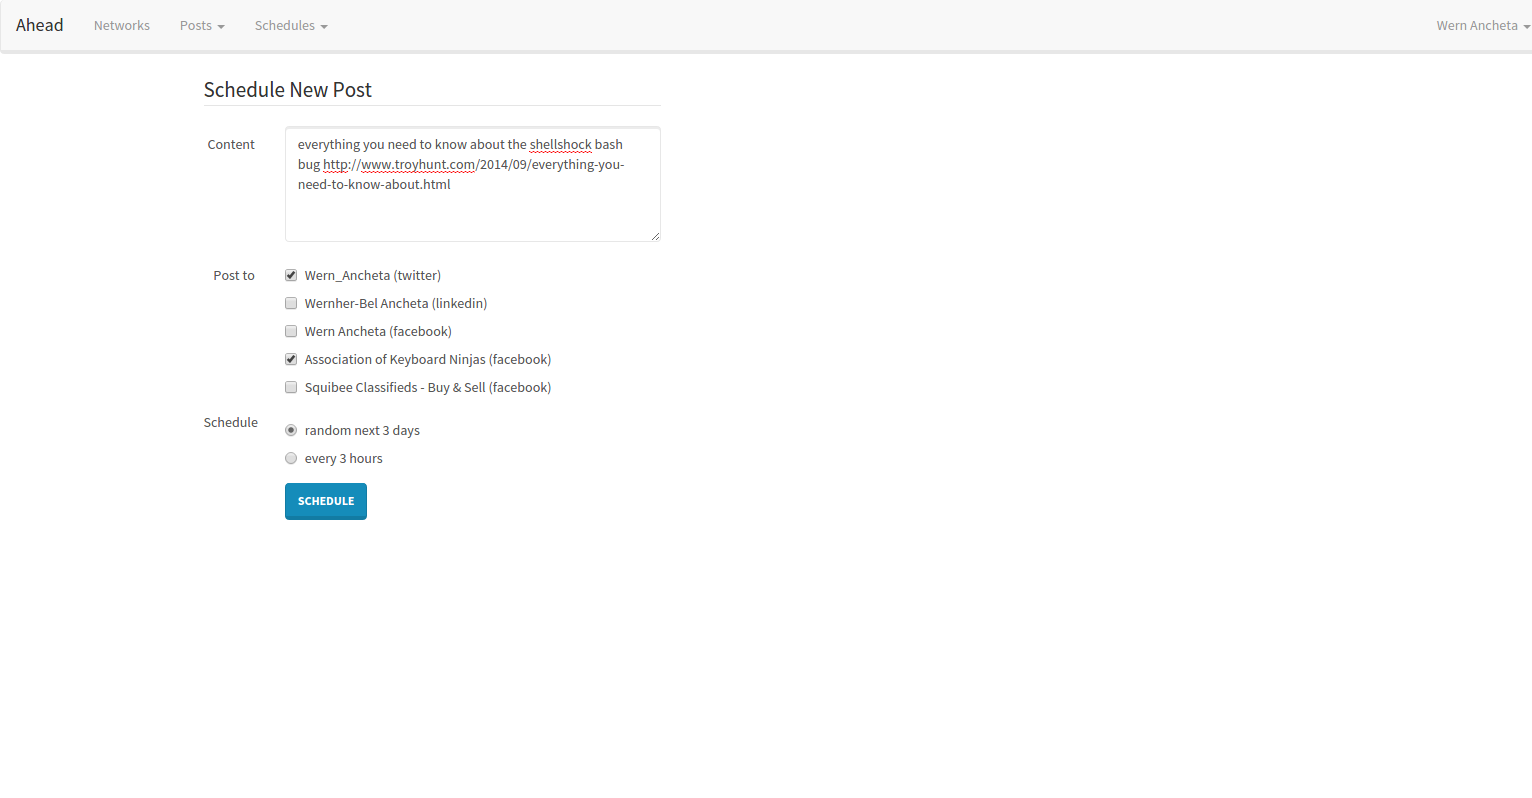 Ahead Networks Posts Schedules Wern Ancheta
Schedule New Post
Content
everything you need to know about the shellshock bash
bug http://www.troyhunt.com/2014/09/everything-you-
need-to-know-about.html
Post to
Wern_Ancheta (twitter)
Wernher-Bel Ancheta (linkedin)
Wern Ancheta (facebook)
Association of Keyboard Ninjas (facebook)
Squibee Classifieds - Buy & Sell (facebook)
Schedule
random next 3 days
every 3 hours
SCHEDULE